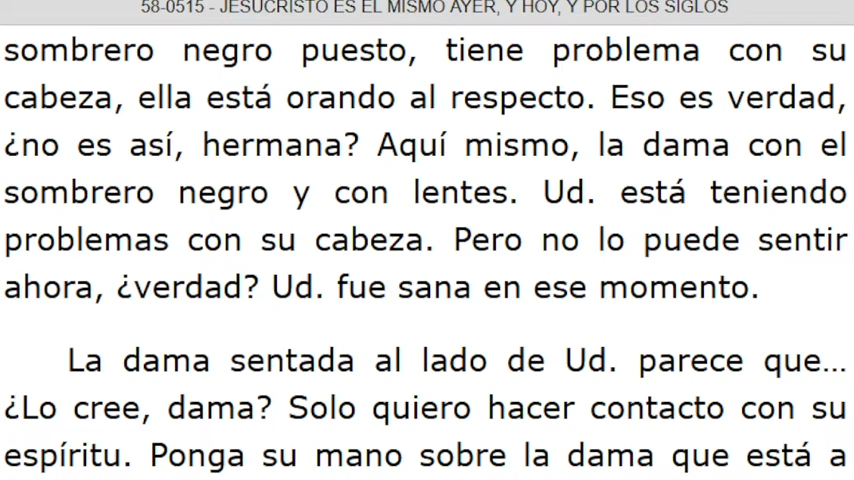 58-0515 - JESUCRISTO ES EL MISMO AYER, Y HOY, Y POR LOS SIGLOS
sombrero negro puesto, tiene problema con su
cabeza, ella está orando al respecto. Eso es verdad,
¿no es así, hermana? Aquí mismo, la dama con el
sombrero negro y con lentes. Ud. está teniendo
problemas con su cabeza. Pero no lo puede sentir
ahora, ¿verdad? Ud. fue sana en ese momento.
La dama sentada al lado de Ud. parece que...
¿Lo cree, dama? Solo quiero hacer contacto con su
espíritu. Ponga su mano sobre la dama que está a